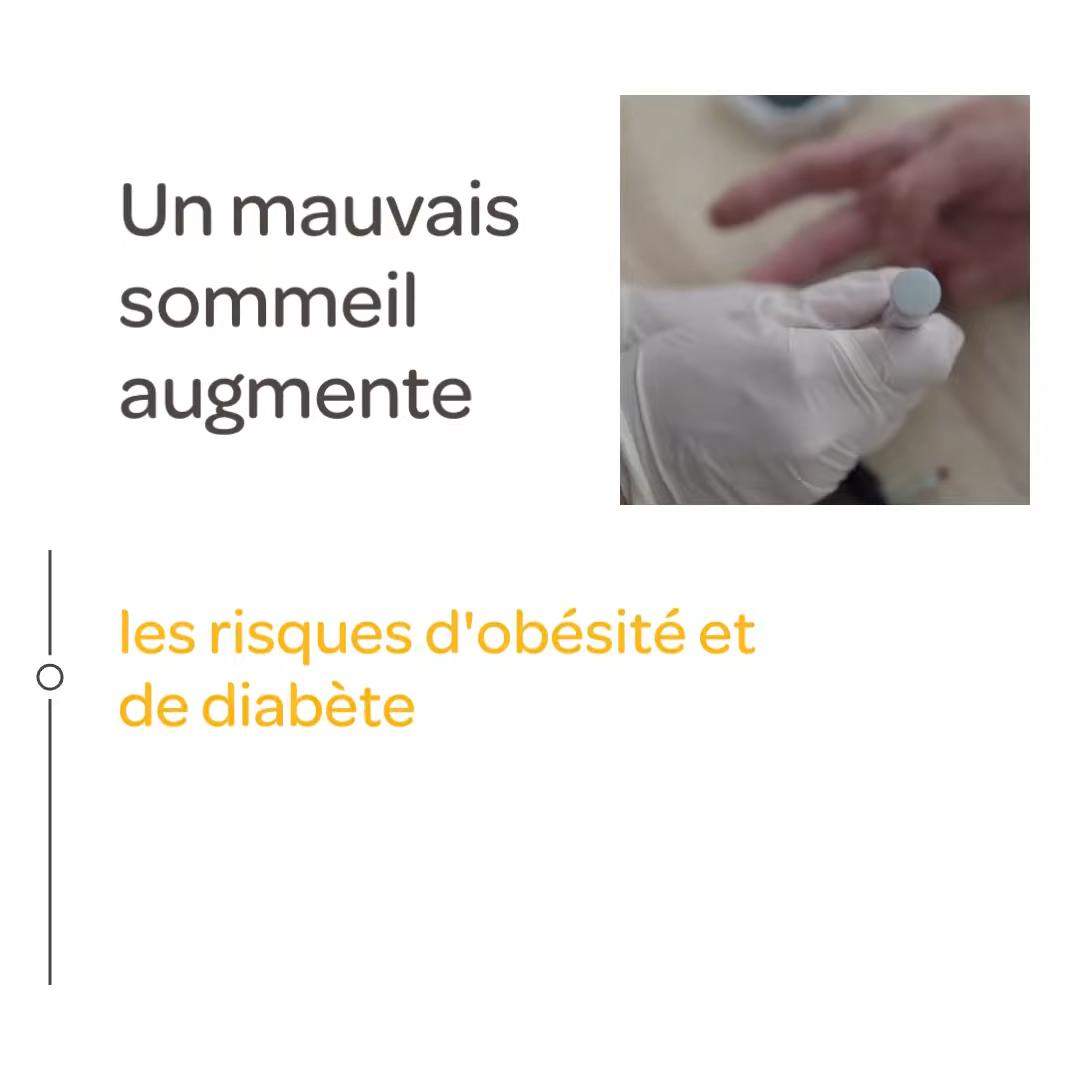 Un mauvais
sommeil
augmente
les risques d'obésité et
de diabète